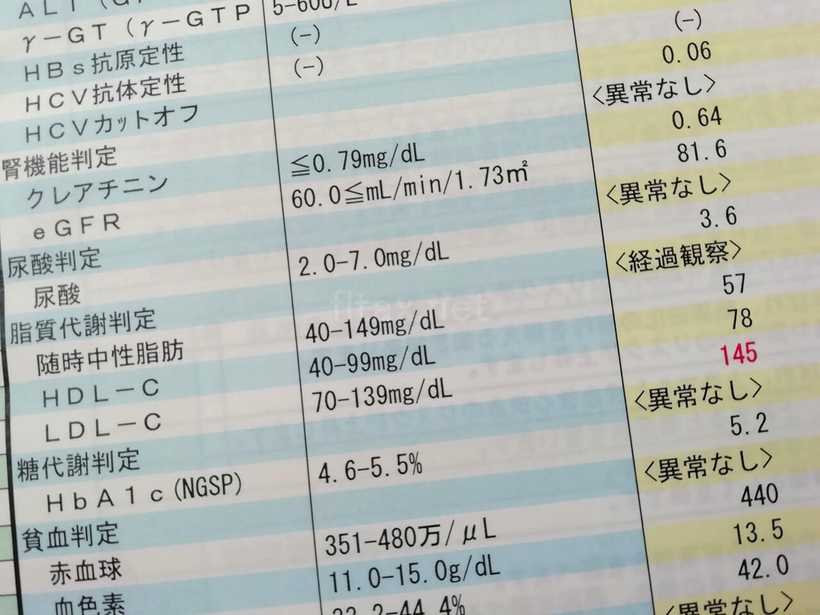 γ－GT（γ－GTP
HBs抗原定性 (-)
HCV抗体定性 (-) (-)
HCVカットオフ 0.06
腎機能判定 <異常なし>
クレアチニン ≦0.79mg/dL 0.64
eGFR 60.0≦mL/min/1.73㎡ 81.6
尿酸判定 <異常なし>
尿酸 2.0-7.0mg/dL 3.6
脂質代謝判定 <経過観察>
随時中性脂肪 40-149mg/dL 57
HDL－C 40-99mg/dL 78
LDL－C 70-139mg/dL 145
糖代謝判定 <異常なし>
HbA1c(NGSP) 4.6-5.5% 5.2
貧血判定 <異常なし>
赤血球 351-480万/μL 440
血色素 11.0-15.0g/dL 13.5
42.0
<異常なし>